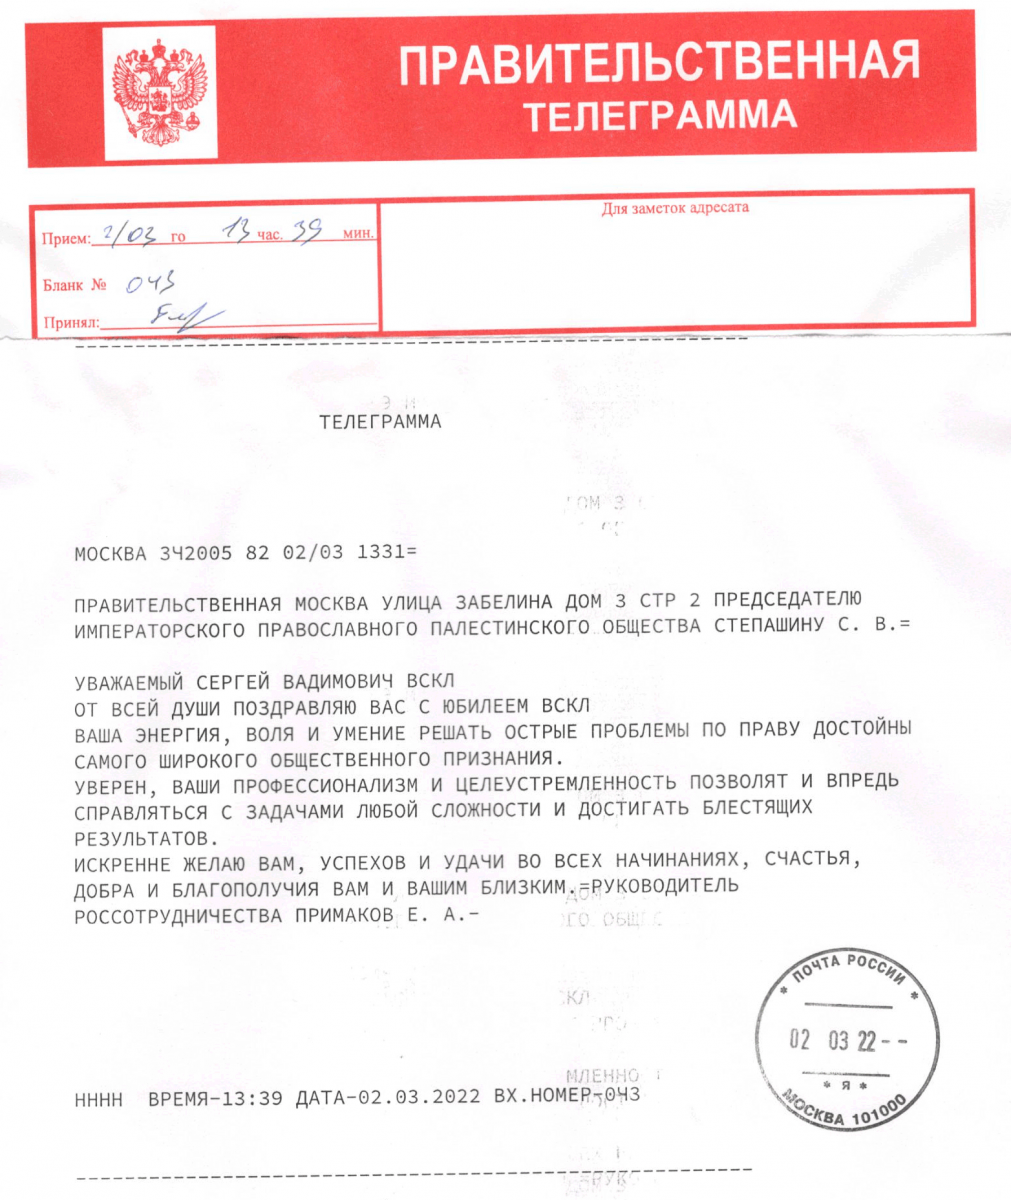 ПРАВИТЕЛЬСТВЕННАЯ
ТЕЛЕГРАММА
Для заметок адресата
Прием: 2/03 го 13 час. 39 мин.
Бланк № 043
Принял:
ТЕЛЕГРАММА
МОСКВА ЗЧ2005 82 02/03 1331=
ПРАВИТЕЛЬСТВЕННАЯ МОСКВА УЛИЦА ЗАБЕЛИНА ДОМ 3 СТР 2 ПРЕДСЕДАТЕЛЮ
ИМПЕРАТОРСКОГО ПРАВОСЛАВНОГО ПАЛЕСТИНСКОГО ОБЩЕСТВА СТЕПАШИНУ С. В.=
УВАЖАЕМЫЙ СЕРГЕЙ ВАДИМОВИЧ ВСКЛ
ОТ ВСЕЙ ДУШИ ПОЗДРАВЛЯЮ ВАС С ЮБИЛЕЕМ ВСКЛ
ВАША ЭНЕРГИЯ, ВОЛЯ И УМЕНИЕ РЕШАТЬ ОСТРЫЕ ПРОБЛЕМЫ ПО ПРАВУ ДОСТОЙНЫ
САМОГО ШИРОКОГО ОБЩЕСТВЕННОГО ПРИЗНАНИЯ.
УВЕРЕН, ВАШИ ПРОФЕССИОНАЛИЗМ И ЦЕЛЕУСТРЕМЛЕННОСТЬ ПОЗВОЛЯТ И ВПРЕДЬ
СПРАВЛЯТЬСЯ С ЗАДАЧАМИ ЛЮБОЙ СЛОЖНОСТИ И ДОСТИГАТЬ БЛЕСТЯЩИХ
РЕЗУЛЬТАТОВ.
ИСКРЕННЕ ЖЕЛАЮ ВАМ, УСПЕХОВ И УДАЧИ ВО ВСЕХ НАЧИНАНИЯХ, СЧАСТЬЯ,
ДОБРА И БЛАГОПОЛУЧИЯ ВАМ И ВАШИМ БЛИЗКИМ.=РУКОВОДИТЕЛЬ
РОССОТРУДНИЧЕСТВА ПРИМАКОВ Е. А.-
* ПОЧТА РОССИИ *
02 03 22--
* Я *
МОСКВА 101000
НННН ВРЕМЯ-13:39 ДАТА-02.03.2022 ВХ.НОМЕР-043